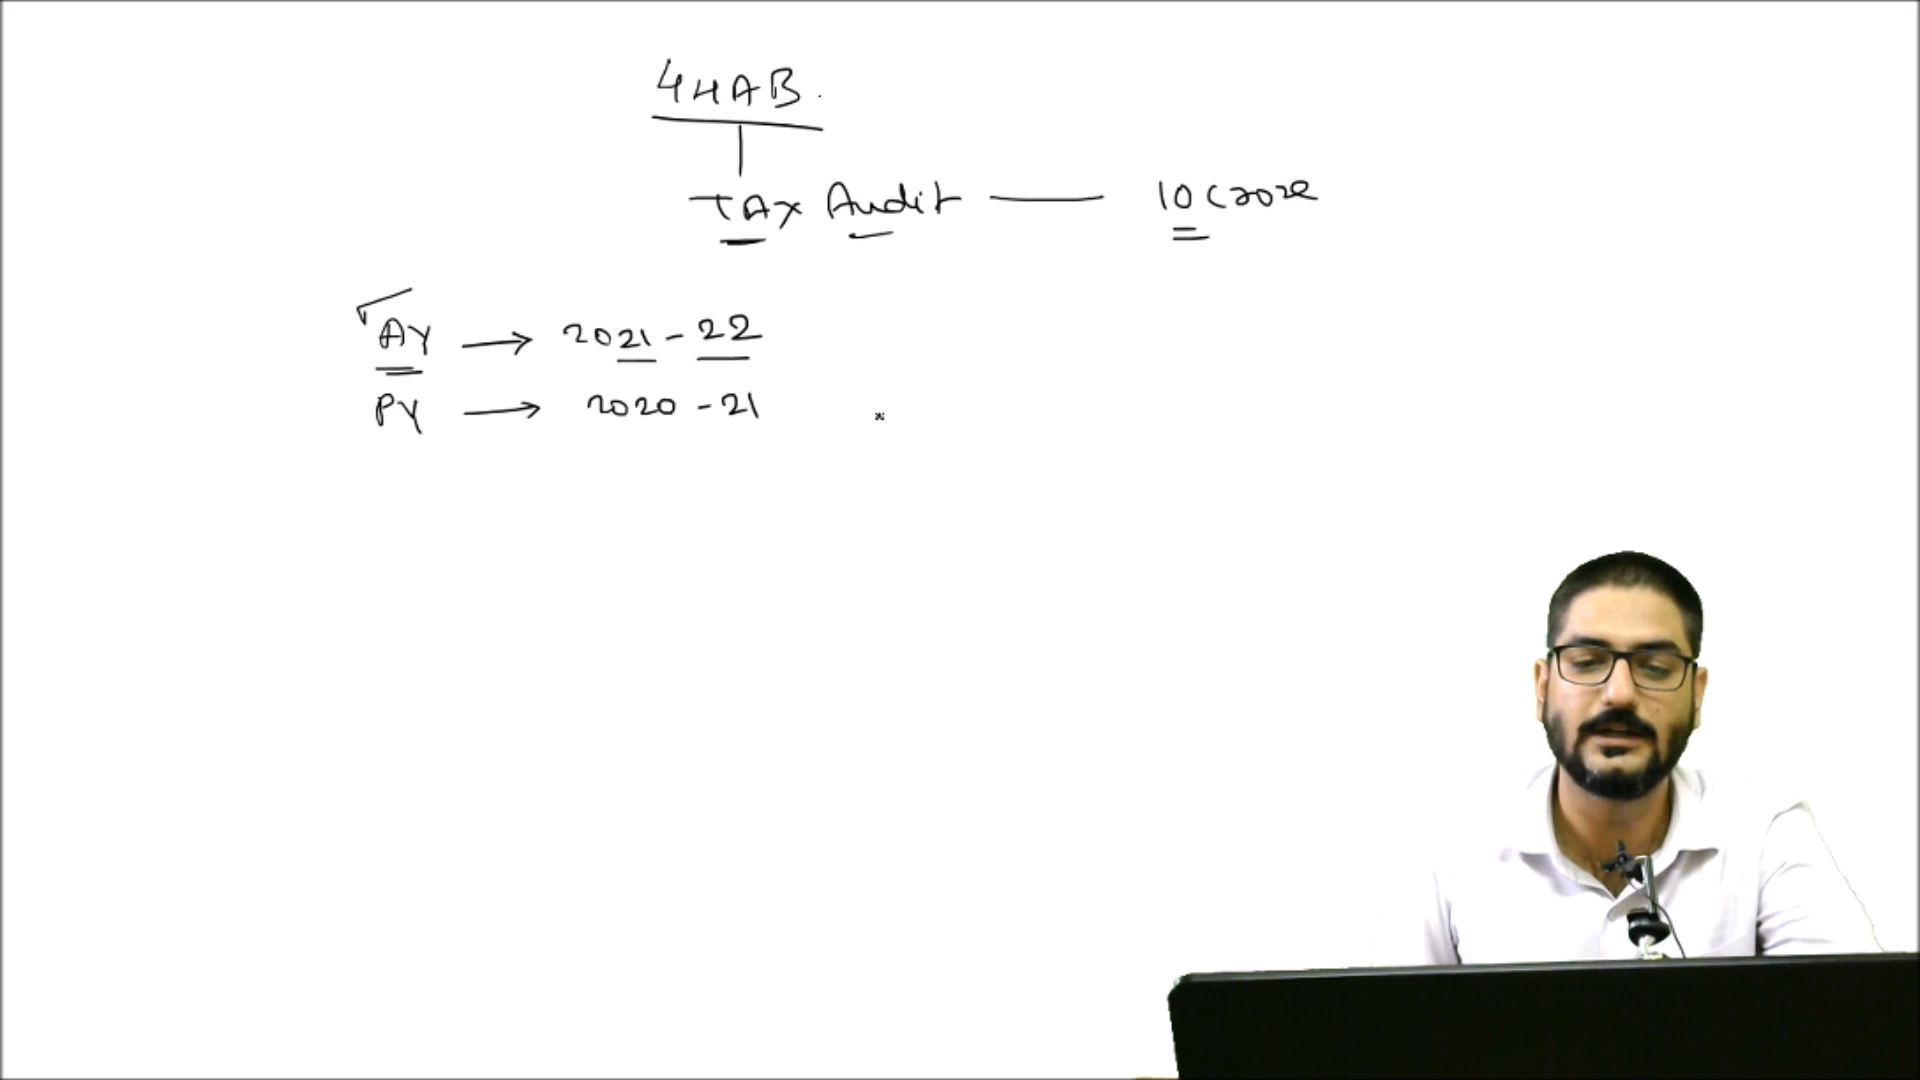 44AB.
TAX Audit — 10 Crore
AY → 2021-22
PY → 2020-21